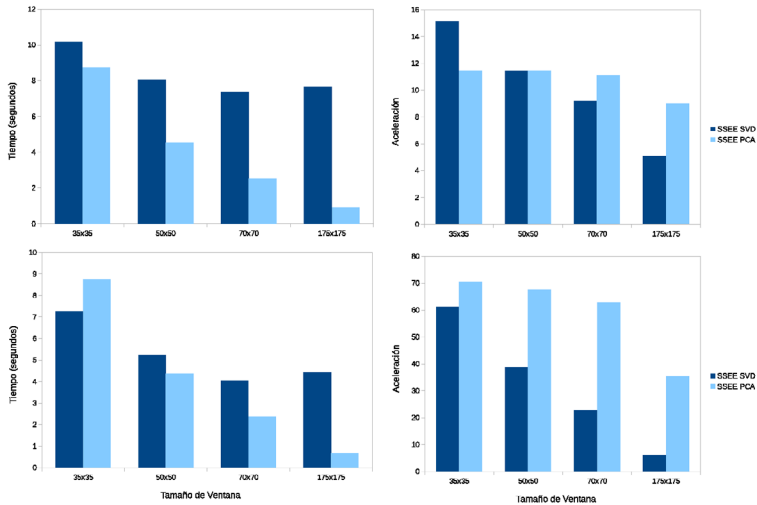 12
10
8
6
4
2
0
Tiempo (segundos)
35x35
50x50
70x70
175x175
16
14
12
10
8
6
4
2
0
Aceleración
35x35
50x50
70x70
175x175
SSEE SVD
SSEE PCA
10
9
8
7
6
5
4
3
2
1
0
Tiempo (segundos)
35x35
50x50
70x70
175x175
Tamaño de Ventana
80
70
60
50
40
30
20
10
0
Aceleración
35x35
50x50
70x70
175x175
Tamaño de Ventana
SSEE SVD
SSEE PCA